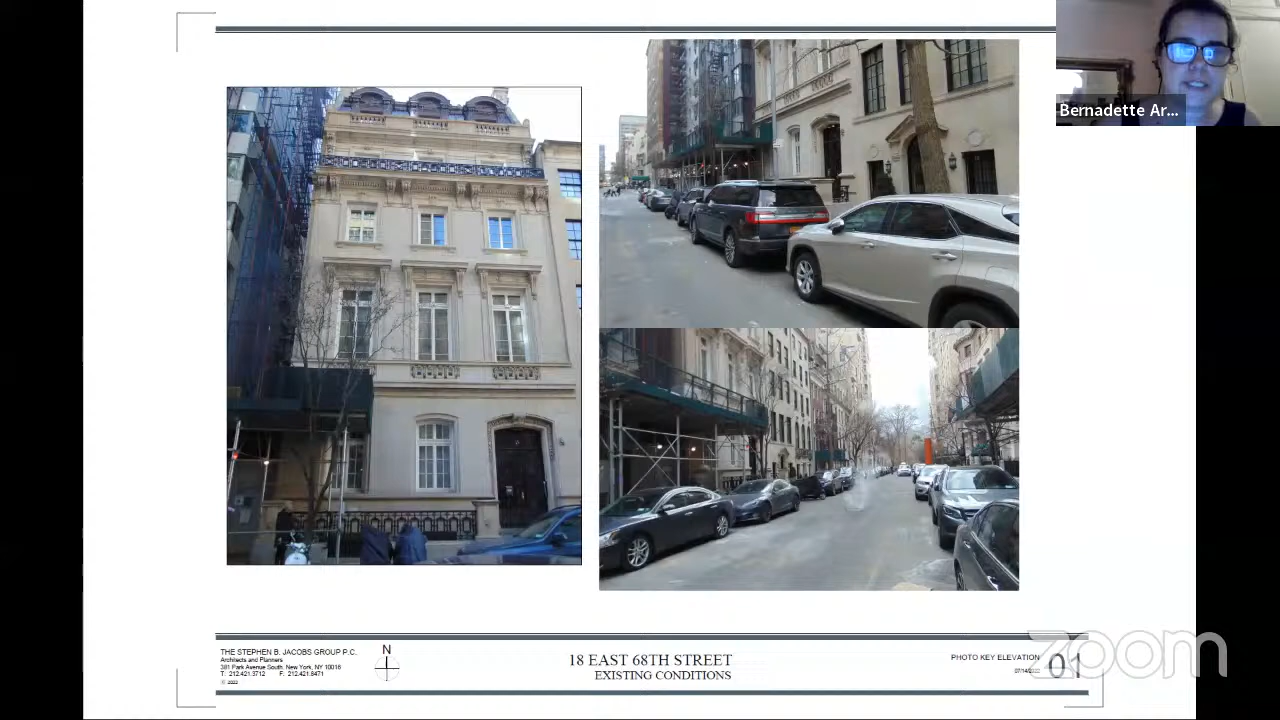 Bernadette Ar...
THE STEPHEN B. JACOBS GROUP P.C.
Architects and Planners
381 Park Avenue South, New York, NY 10016
T: 212.421.3712 F: 212.421.8471
© 2022
N
18 EAST 68TH STREET
EXISTING CONDITIONS
PHOTO KEY ELEVATION
01
zoom